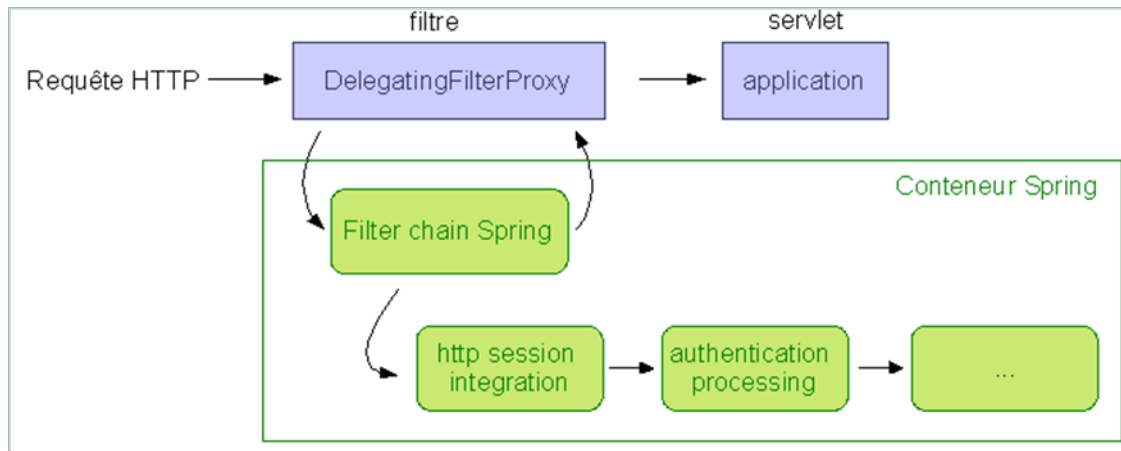 filtre
servlet
Requête HTTP
DelegatingFilterProxy
application
Conteneur Spring
Filter chain Spring
http session
integration
authentication
processing
...